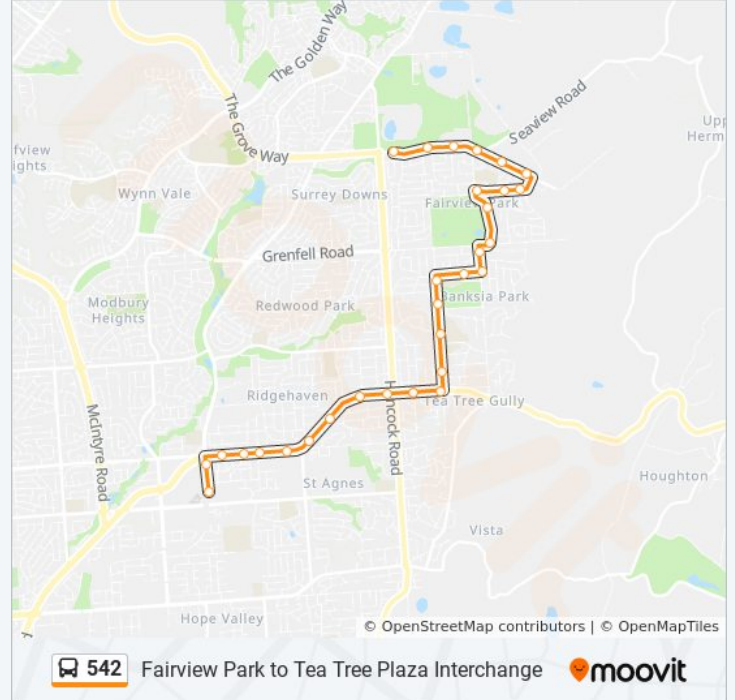 The Golden Way
The Grove Way
Seaview Road
Upp
Herm
fview
ights
Wynn Vale
Surrey Downs
Fairview Park
Grenfell Road
Modbury
Heights
Redwood Park
Banksia Park
Ridgehaven
Hancock Road
Tea Tree Gully
McIntyre Road
St Agnes
Houghton
Vista
Hope Valley
© OpenStreetMap contributors | © OpenMapTiles
542 Fairview Park to Tea Tree Plaza Interchange
moovit